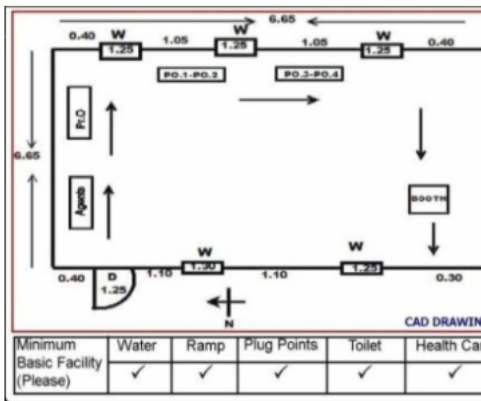 6.65
0.40 W 1.05 W 1.05 W 0.40
1.25 1.25 1.25
PO.1-PO.2 PO.3-PO.4
Pr.O
6.65
Agents
BOOTH
W W
0.40 D 1.10 1.30 1.10 1.25 0.30
1.25
N
CAD DRAWIN
Minimum Basic Facility (Please) Water Ramp Plug Points Toilet Health Ca
✓ ✓ ✓ ✓ ✓